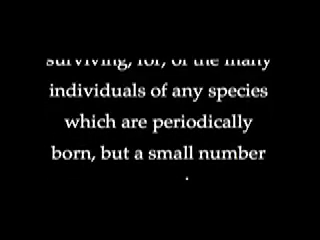 surviving, for, of the many
individuals of any species
which are periodically
born, but a small number